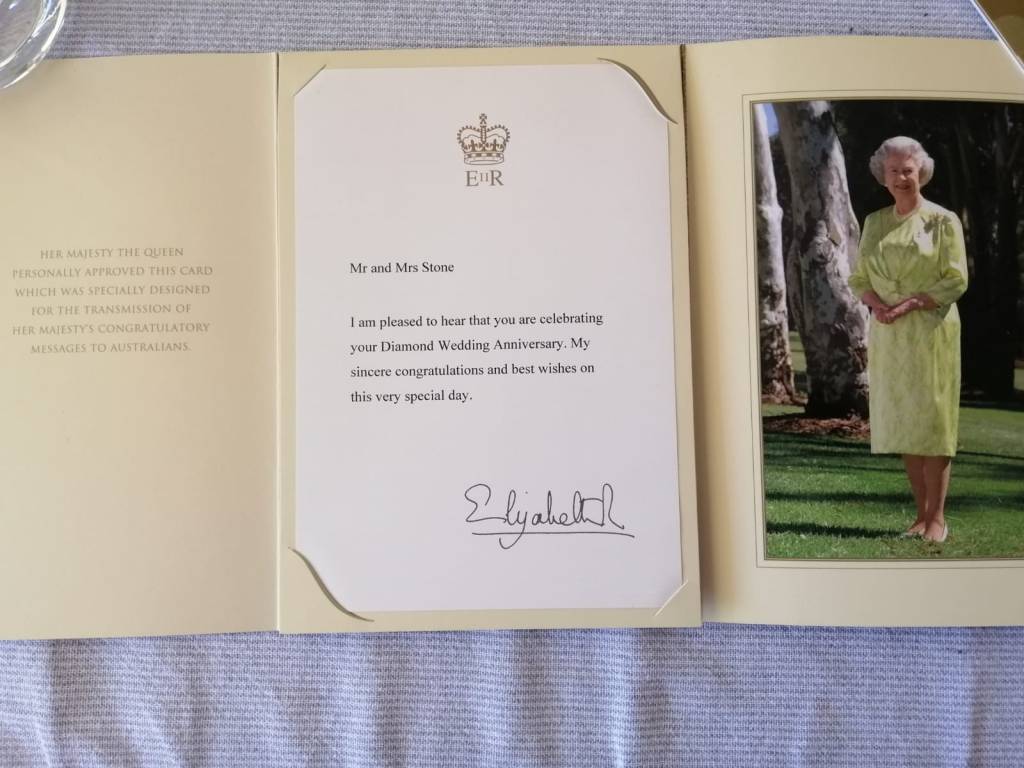 HER MAJESTY THE QUEEN
PERSONALLY APPROVED THIS CARD
WHICH WAS SPECIALLY DESIGNED
FOR THE TRANSMISSION OF
HER MAJESTY'S CONGRATULATORY
MESSAGES TO AUSTRALIANS.
E II R
Mr and Mrs Stone
I am pleased to hear that you are celebrating
your Diamond Wedding Anniversary. My
sincere congratulations and best wishes on
this very special day.
Elizabeth R